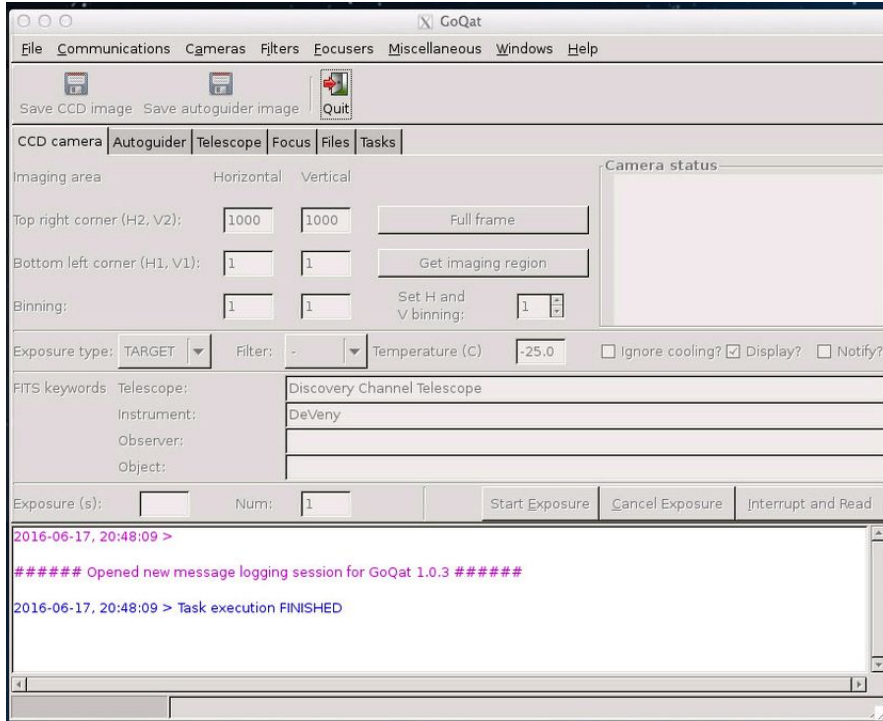 GoQat
File Communications Cameras Filters Focusers Miscellaneous Windows Help
Save CCD image Save autoguider image Quit
CCD camera Autoguider Telescope Focus Files Tasks
Imaging area Horizontal Vertical Camera status
Top right corner (H2, V2): 1000 1000 Full frame
Bottom left corner (H1, V1): 1 1 Get imaging region
Binning: 1 1 Set H and V binning: 1
Exposure type: TARGET Filter: - Temperature (C) -25.0 Ignore cooling? Display? Notify?
FITS keywords Telescope: Discovery Channel Telescope
Instrument: DeVeny
Observer:
Object:
Exposure (s): Num: 1 Start Exposure Cancel Exposure Interrupt and Read
2016-06-17, 20:48:09 >
###### Opened new message logging session for GoQat 1.0.3 ######
2016-06-17, 20:48:09 > Task execution FINISHED